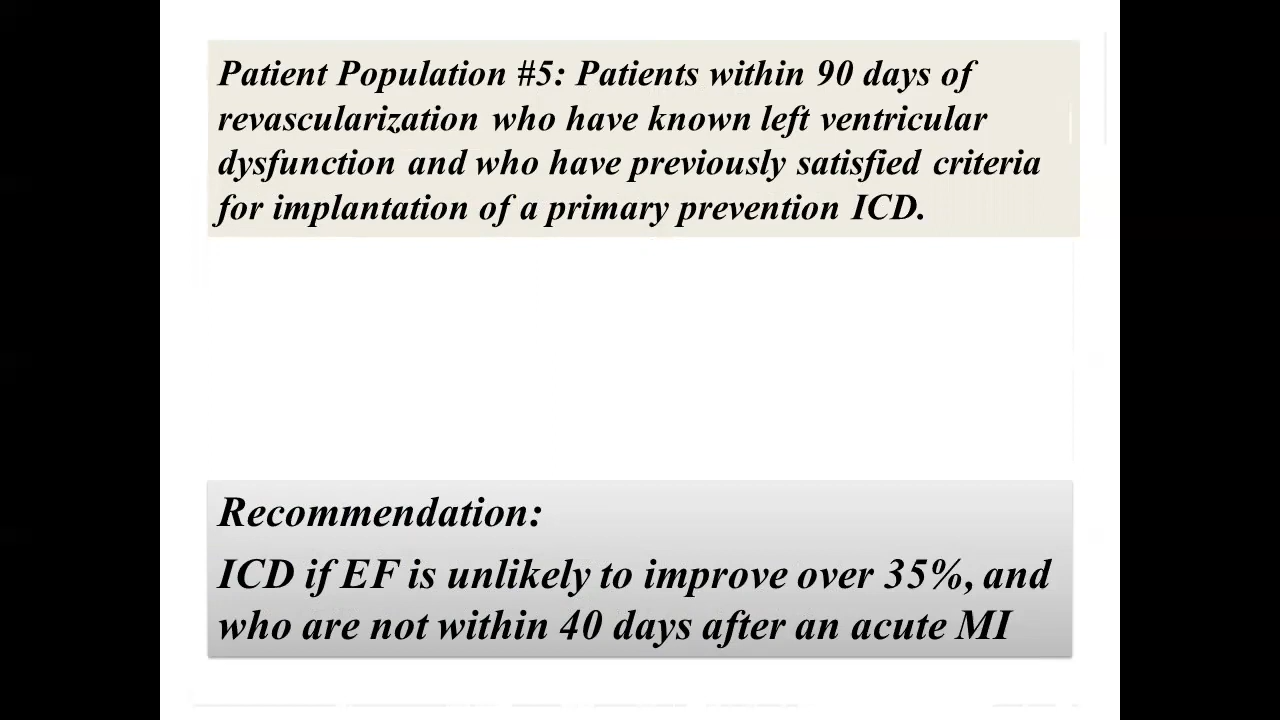 Patient Population #5: Patients within 90 days of
revascularization who have known left ventricular
dysfunction and who have previously satisfied criteria
for implantation of a primary prevention ICD.
Recommendation:
ICD if EF is unlikely to improve over 35%, and
who are not within 40 days after an acute MI